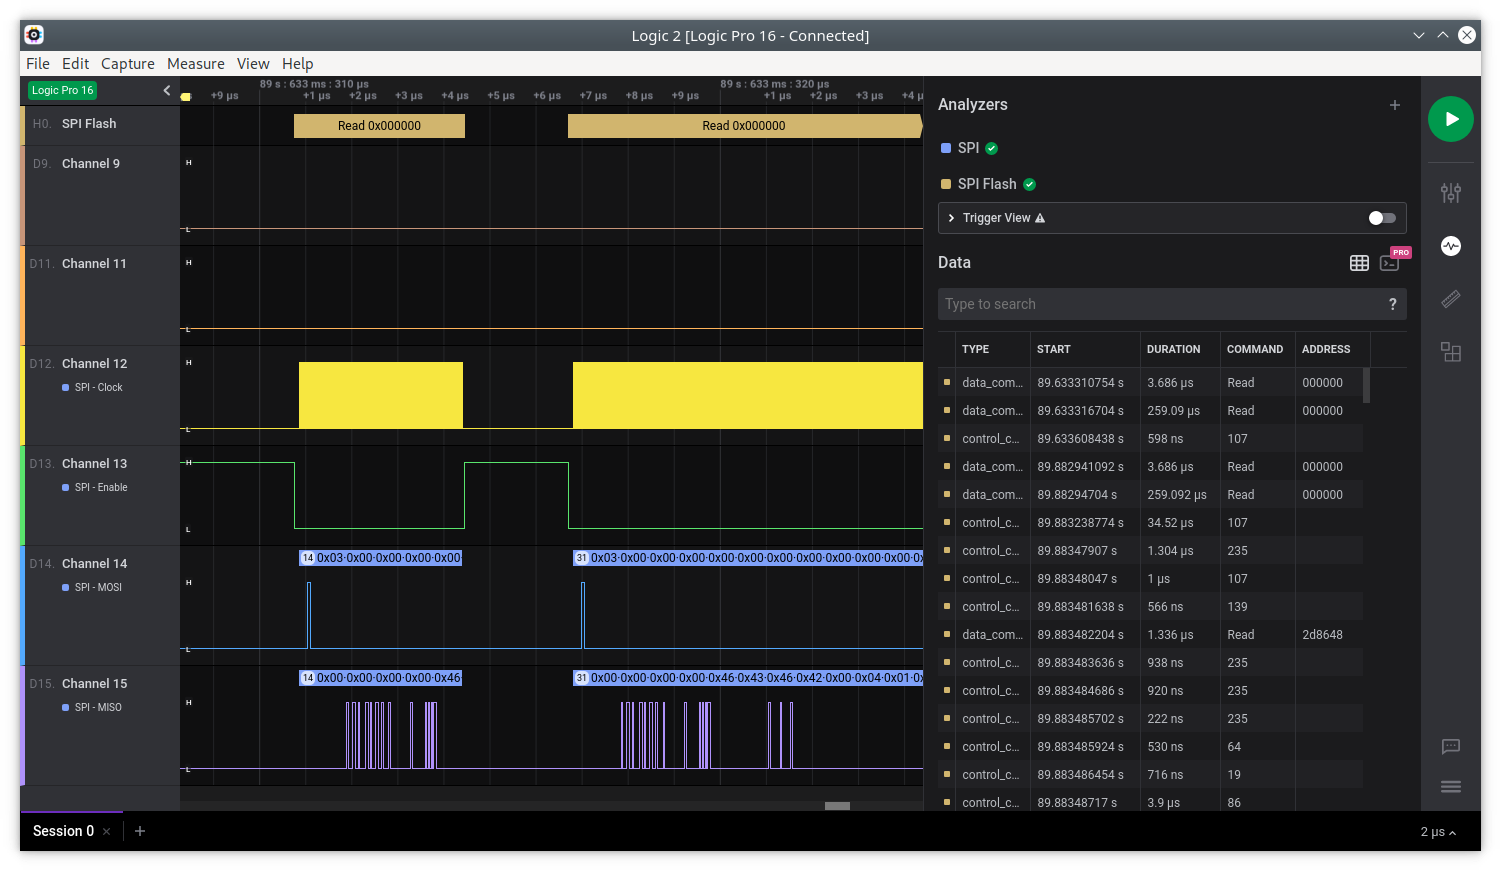 Logic 2 [Logic Pro 16 - Connected]
File Edit Capture Measure View Help
Logic Pro 16
89 s : 633 ms : 310 µs 89 s : 633 ms : 320 µs
+9 µs +1 µs +2 µs +3 µs +4 µs +5 µs +6 µs +7 µs +8 µs +9 µs +1 µs +2 µs +3 µs +4 µ
H0. SPI Flash
Read 0x000000 Read 0x000000
D9. Channel 9
H
L
D11. Channel 11
H
L
D12. Channel 12
SPI - Clock
H
L
D13. Channel 13
SPI - Enable
H
L
D14. Channel 14
SPI - MOSI
14 0x03·0x00·0x00·0x00·0x00· 31 0x03·0x00·0x00·0x00·0x00·0x00·0x00·0x00·0x00·0x00·0x00·0x
H
L
D15. Channel 15
SPI - MISO
14 0x00·0x00·0x00·0x00·0x46· 31 0x00·0x00·0x00·0x00·0x46·0x43·0x46·0x42·0x00·0x04·0x01·0x
H
L
Analyzers
SPI
SPI Flash
Trigger View
Data
PRO
Type to search ?
TYPE START DURATION COMMAND ADDRESS
data_com... 89.633310754 s 3.686 µs Read 000000
data_com... 89.633316704 s 259.09 µs Read 000000
control_c... 89.633608438 s 598 ns 107
data_com... 89.882941092 s 3.686 µs Read 000000
data_com... 89.88294704 s 259.092 µs Read 000000
control_c... 89.883238774 s 34.52 µs 107
control_c... 89.88347907 s 1.304 µs 235
control_c... 89.88348047 s 1 µs 107
control_c... 89.883481638 s 566 ns 139
data_com... 89.883482204 s 1.336 µs Read 2d8648
control_c... 89.883483636 s 938 ns 235
control_c... 89.883484686 s 920 ns 235
control_c... 89.883485702 s 222 ns 235
control_c... 89.883485924 s 530 ns 64
control_c... 89.883486454 s 716 ns 19
control_c... 89.88348717 s 3.9 µs 86
Session 0
2 µs